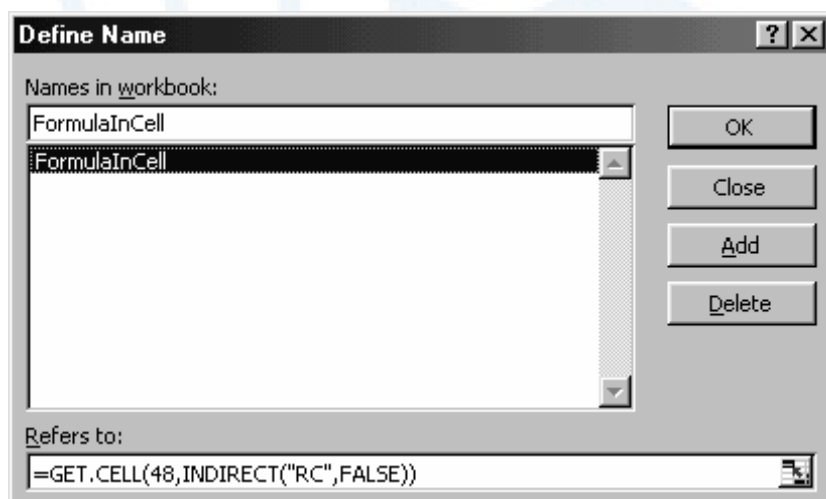 Define Name
Names in workbook:
FormulaInCell
OK
FormulaInCell
Close
Add
Delete
Refers to:
=GET.CELL(48,INDIRECT("RC",FALSE))